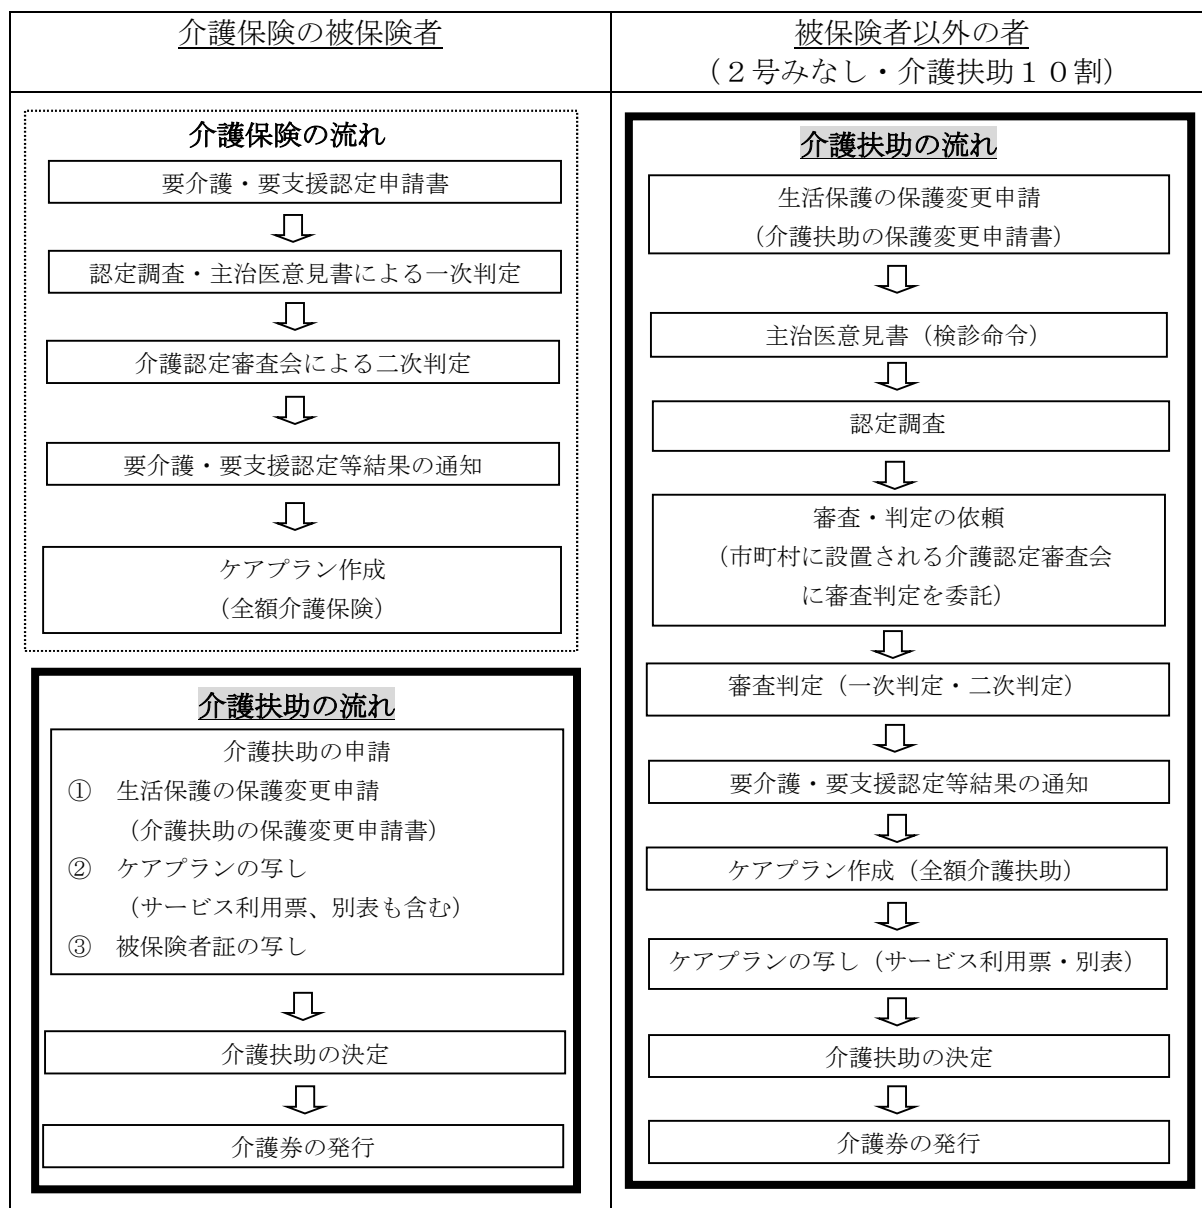 介護保険の被保険者
被保険者以外の者
（２号みなし・介護扶助１０割）
介護保険の流れ
要介護・要支援認定申請書
認定調査・主治医意見書による一次判定
介護認定審査会による二次判定
要介護・要支援認定等結果の通知
ケアプラン作成
（全額介護保険）
介護扶助の流れ
介護扶助の申請
① 生活保護の保護変更申請
（介護扶助の保護変更申請書）
② ケアプランの写し
（サービス利用票、別表も含む）
③ 被保険者証の写し
介護扶助の決定
介護券の発行
介護扶助の流れ
生活保護の保護変更申請
（介護扶助の保護変更申請書）
主治医意見書（検診命令）
認定調査
審査・判定の依頼
（市町村に設置される介護認定審査会
に審査判定を委託）
審査判定（一次判定・二次判定）
要介護・要支援認定等結果の通知
ケアプラン作成（全額介護扶助）
ケアプランの写し（サービス利用票・別表）
介護扶助の決定
介護券の発行